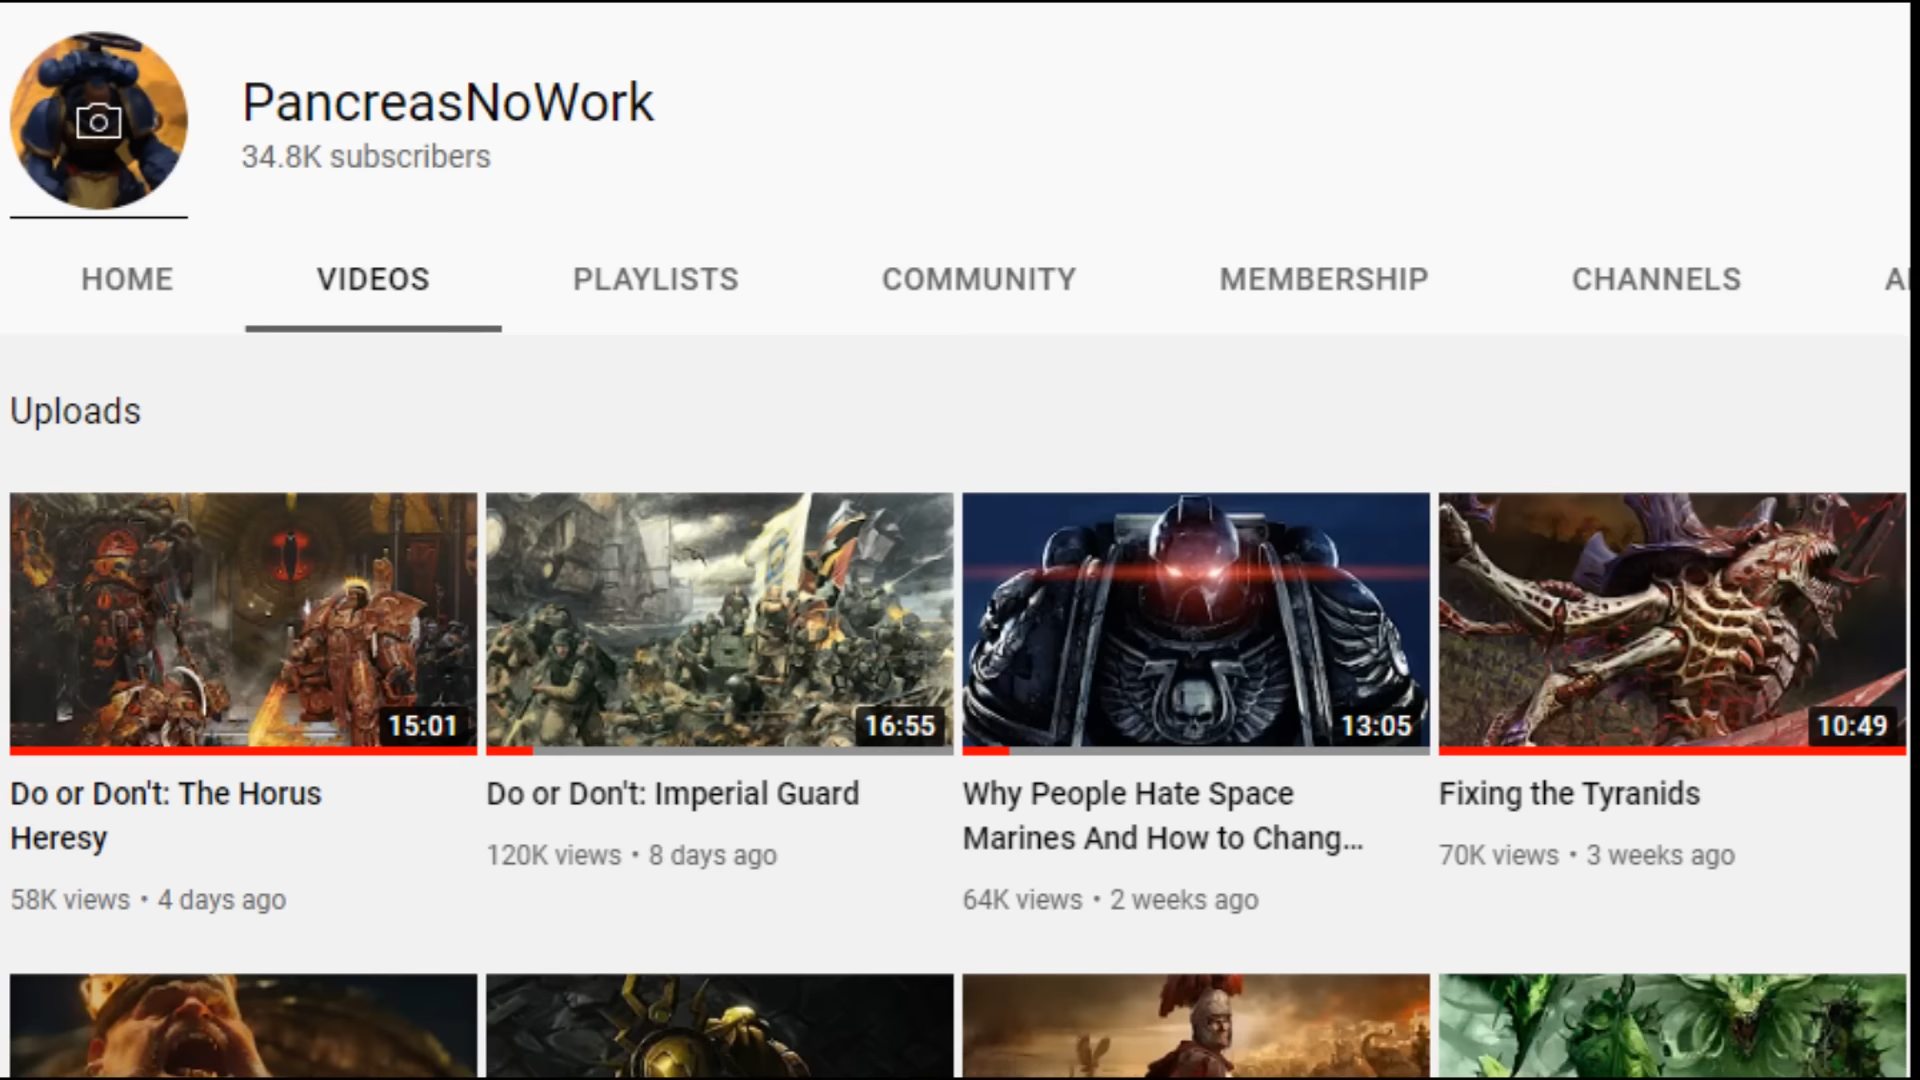 PancreasNoWork
34.8K subscribers
HOME VIDEOS PLAYLISTS COMMUNITY MEMBERSHIP CHANNELS
Uploads
15:01 16:55 13:05 10:49
Do or Don't: The Horus
Heresy
58K views • 4 days ago
Do or Don't: Imperial Guard
120K views • 8 days ago
Why People Hate Space
Marines And How to Chang...
64K views • 2 weeks ago
Fixing the Tyranids
70K views • 3 weeks ago